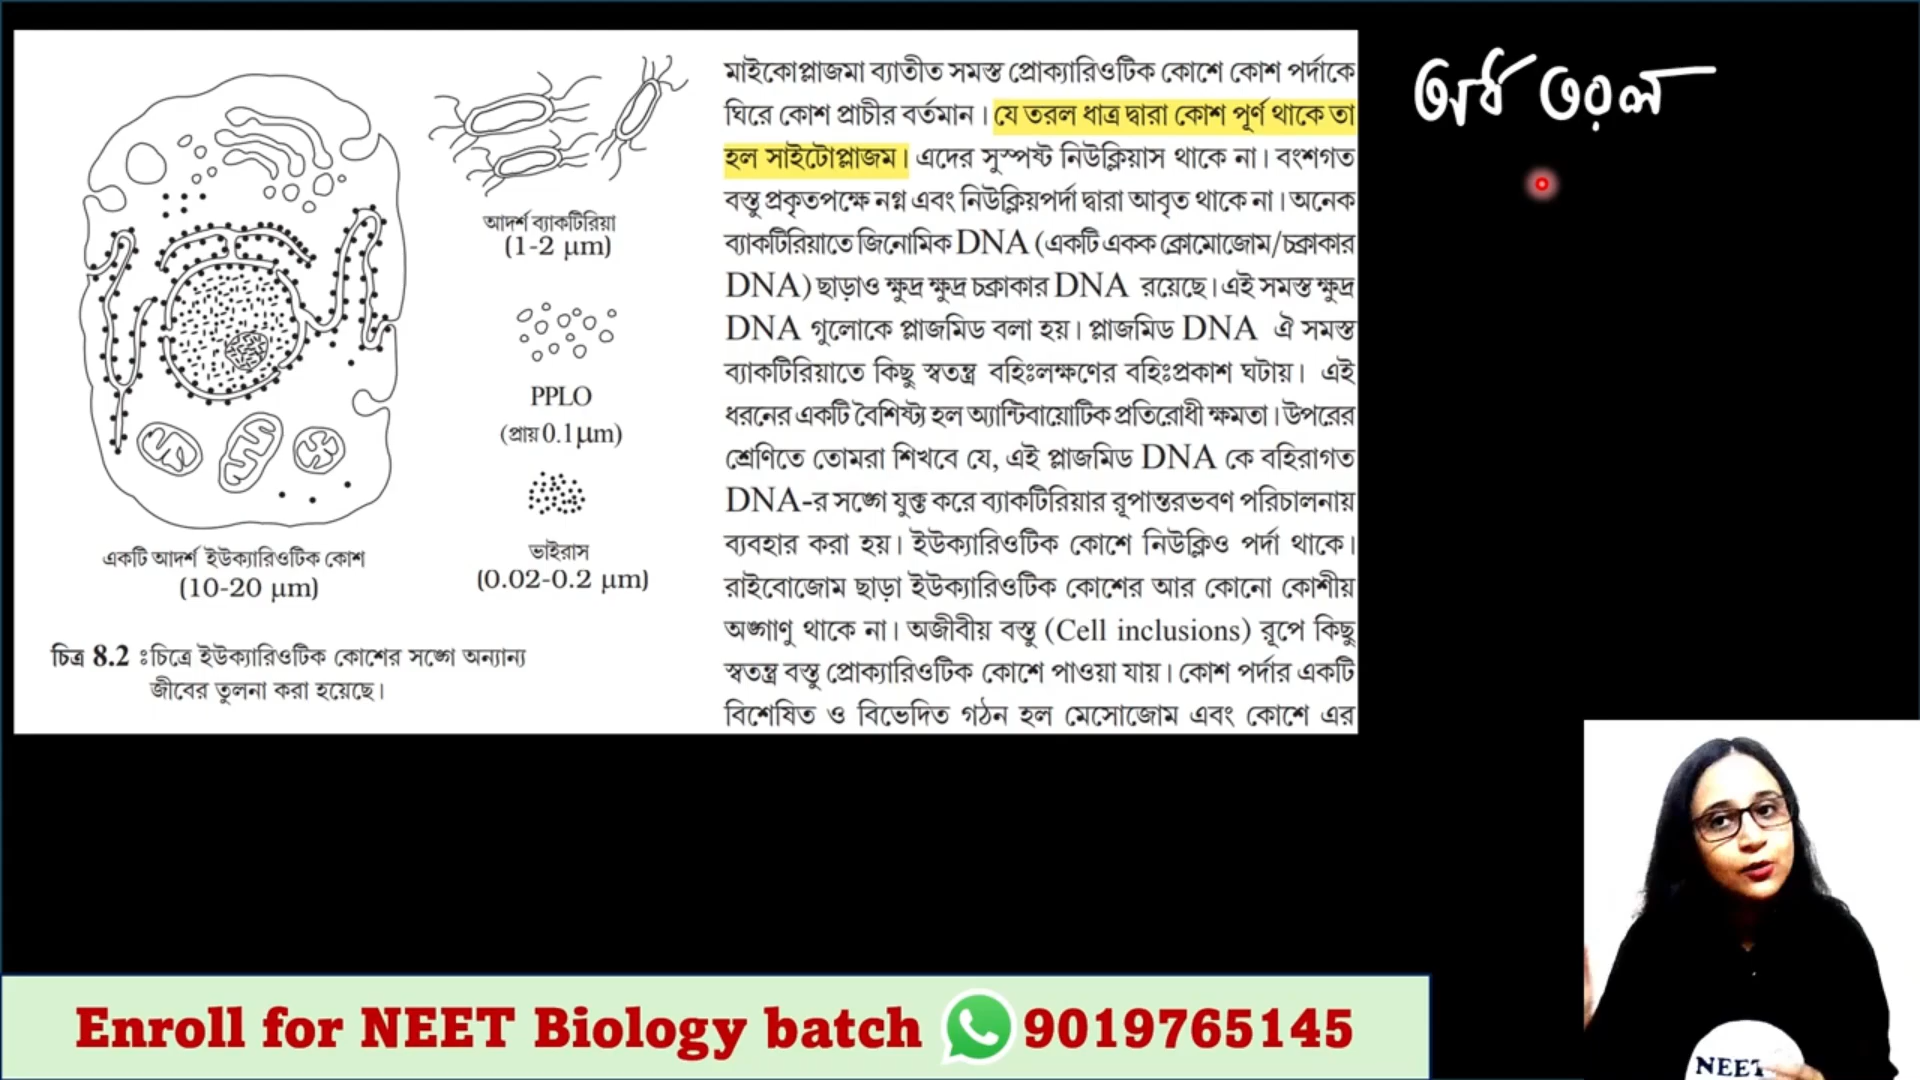 আদর্শ ব্যাকটিরিয়া
(1-2 µm)
PPLO
(প্রায় 0.1µm)
ভাইরাস
(0.02-0.2 µm)
একটি আদর্শ ইউক্যারিওটিক কোশ
(10-20 µm)
চিত্র 8.2 ঃ চিত্রে ইউক্যারিওটিক কোশের সঙ্গে অন্যান্য
জীবের তুলনা করা হয়েছে।
মাইকোপ্লাজমা ব্যাতীত সমস্ত প্রোক্যারিওটিক কোশে কোশ পর্দাকে
ঘিরে কোশ প্রাচীর বর্তমান। যে তরল ধাত্র দ্বারা কোশ পূর্ণ থাকে তা
হল সাইটোপ্লাজম। এদের সুস্পষ্ট নিউক্লিয়াস থাকে না। বংশগত
বস্তু প্রকৃতপক্ষে নগ্ন এবং নিউক্লিয়পর্দা দ্বারা আবৃত থাকে না। অনেক
ব্যাকটিরিয়াতে জিনোমিক DNA (একটি একক ক্রোমোজোম/চক্রাকার
DNA) ছাড়াও ক্ষুদ্র ক্ষুদ্র চক্রাকার DNA রয়েছে। এই সমস্ত ক্ষুদ্র
DNA গুলোকে প্লাজমিড বলা হয়। প্লাজমিড DNA ঐ সমস্ত
ব্যাকটিরিয়াতে কিছু স্বতন্ত্র বহিঃলক্ষণের বহিঃপ্রকাশ ঘটায়। এই
ধরনের একটি বৈশিষ্ট্য হল অ্যান্টিবায়োটিক প্রতিরোধী ক্ষমতা। উপরের
শ্রেণিতে তোমরা শিখবে যে, এই প্লাজমিড DNA কে বহিরাগত
DNA-র সঙ্গে যুক্ত করে ব্যাকটিরিয়ার রূপান্তরভবণ পরিচালনায়
ব্যবহার করা হয়। ইউক্যারিওটিক কোশে নিউক্লিও পর্দা থাকে।
রাইবোজোম ছাড়া ইউক্যারিওটিক কোশের আর কোনো কোশীয়
অঙ্গাণু থাকে না। অজীবীয় বস্তু (Cell inclusions) রূপে কিছু
স্বতন্ত্র বস্তু প্রোক্যারিওটিক কোশে পাওয়া যায়। কোশ পর্দার একটি
বিশেষিত ও বিভেদিত গঠন হল মেসোজোম এবং কোশে এর
অর্ধ তরল
Enroll for NEET Biology batch 9019765145
NEET